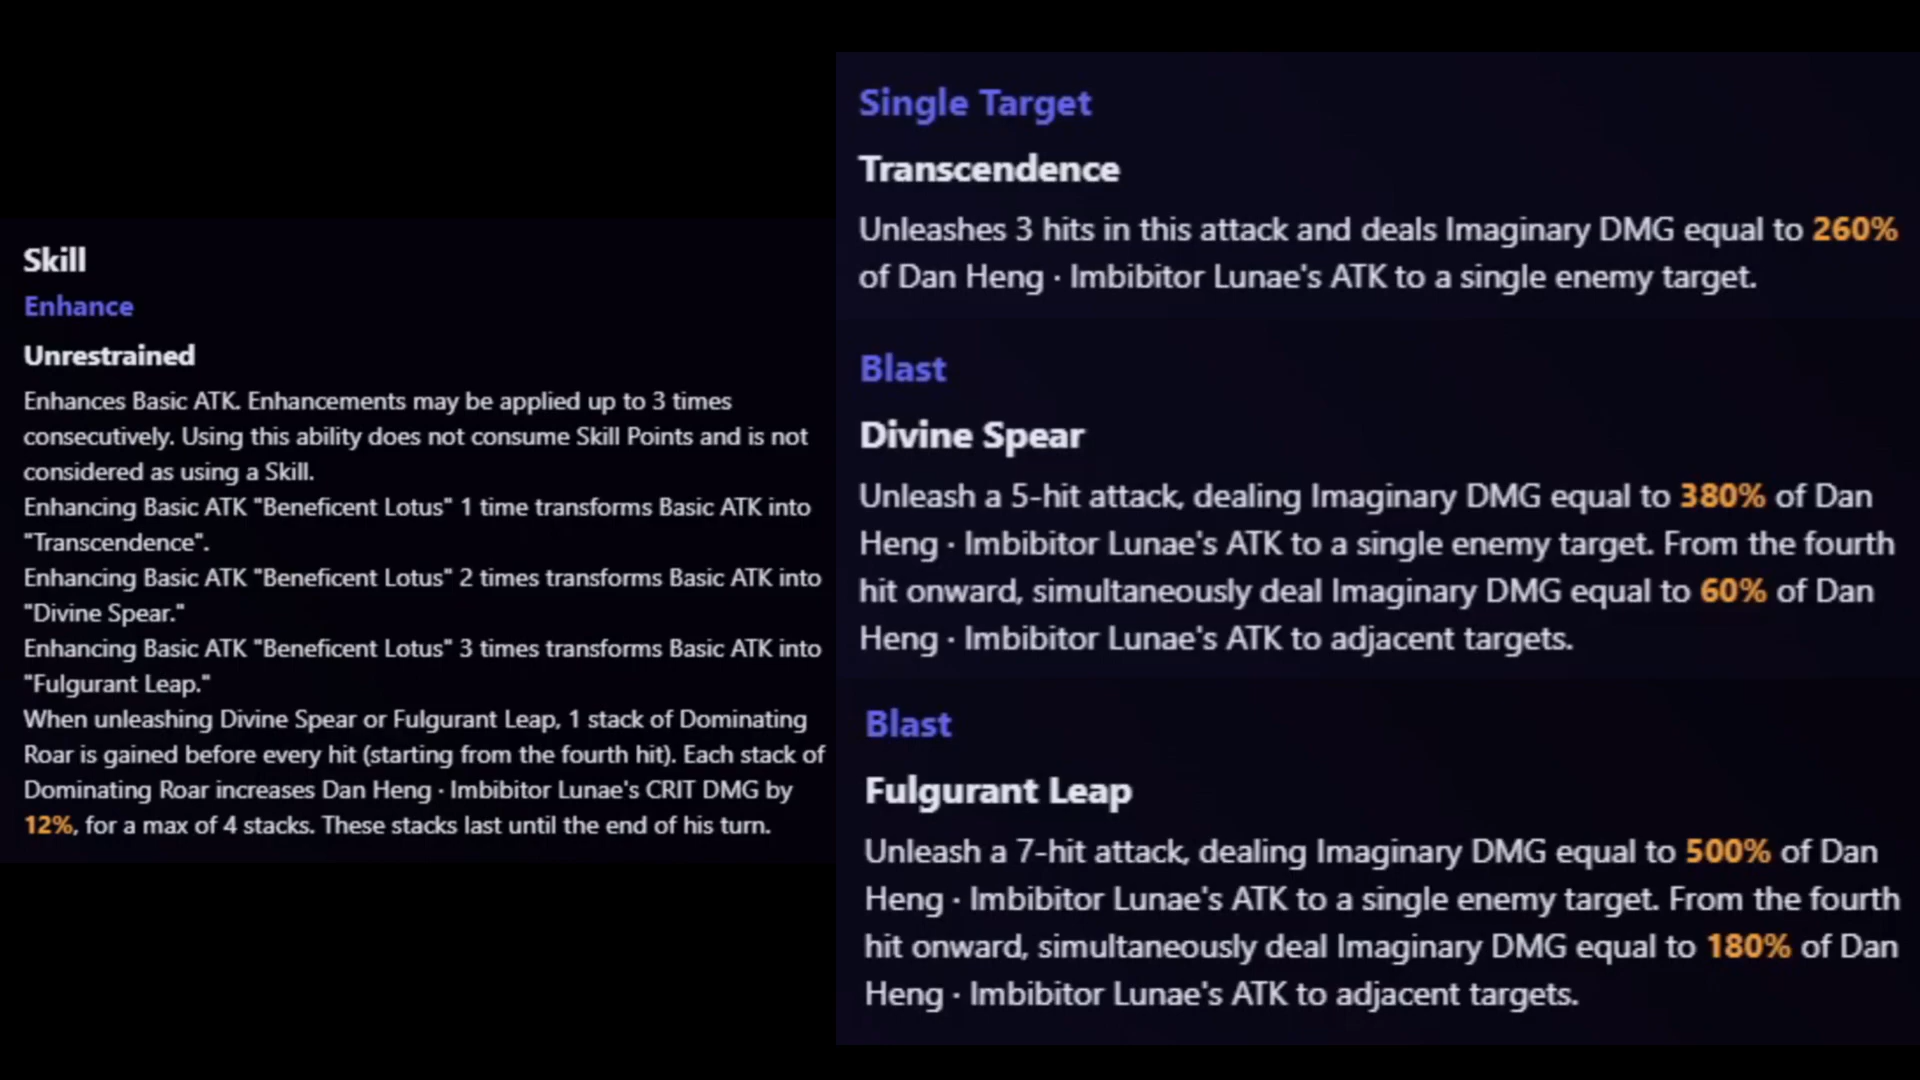 Skill
Enhance
Unrestrained
Enhances Basic ATK. Enhancements may be applied up to 3 times
consecutively. Using this ability does not consume Skill Points and is not
considered as using a Skill.
Enhancing Basic ATK "Beneficent Lotus" 1 time transforms Basic ATK into
"Transcendence".
Enhancing Basic ATK "Beneficent Lotus" 2 times transforms Basic ATK into
"Divine Spear."
Enhancing Basic ATK "Beneficent Lotus" 3 times transforms Basic ATK into
"Fulgurant Leap."
When unleashing Divine Spear or Fulgurant Leap, 1 stack of Dominating
Roar is gained before every hit (starting from the fourth hit). Each stack of
Dominating Roar increases Dan Heng · Imbibitor Lunae's CRIT DMG by
12%, for a max of 4 stacks. These stacks last until the end of his turn.
Single Target
Transcendence
Unleashes 3 hits in this attack and deals Imaginary DMG equal to 260%
of Dan Heng · Imbibitor Lunae's ATK to a single enemy target.
Blast
Divine Spear
Unleash a 5-hit attack, dealing Imaginary DMG equal to 380% of Dan
Heng · Imbibitor Lunae's ATK to a single enemy target. From the fourth
hit onward, simultaneously deal Imaginary DMG equal to 60% of Dan
Heng · Imbibitor Lunae's ATK to adjacent targets.
Blast
Fulgurant Leap
Unleash a 7-hit attack, dealing Imaginary DMG equal to 500% of Dan
Heng · Imbibitor Lunae's ATK to a single enemy target. From the fourth
hit onward, simultaneously deal Imaginary DMG equal to 180% of Dan
Heng · Imbibitor Lunae's ATK to adjacent targets.